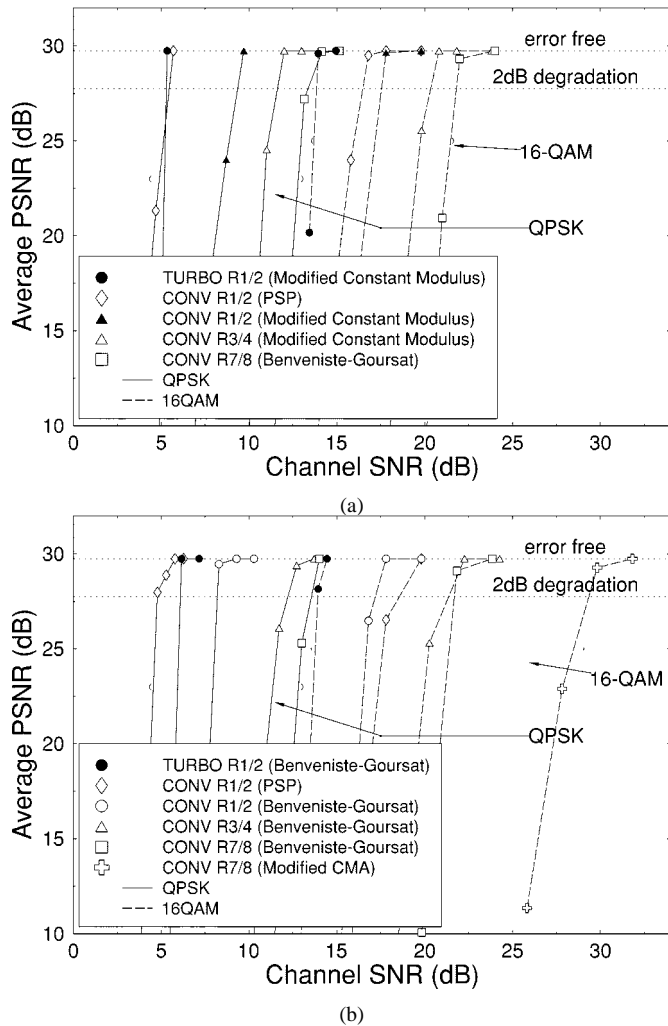 30
25
20
15
10
Average PSNR (dB)
error free
2dB degradation
16-QAM
QPSK
TURBO R1/2 (Modified Constant Modulus)
CONV R1/2 (PSP)
CONV R1/2 (Modified Constant Modulus)
CONV R3/4 (Modified Constant Modulus)
CONV R7/8 (Benveniste-Goursat)
QPSK
16QAM
0 5 10 15 20 25 30
Channel SNR (dB)
(a)
30
25
20
15
10
Average PSNR (dB)
error free
2dB degradation
16-QAM
QPSK
TURBO R1/2 (Benveniste-Goursat)
CONV R1/2 (PSP)
CONV R1/2 (Benveniste-Goursat)
CONV R3/4 (Benveniste-Goursat)
CONV R7/8 (Benveniste-Goursat)
CONV R7/8 (Modified CMA)
QPSK
16QAM
0 5 10 15 20 25 30
Channel SNR (dB)
(b)